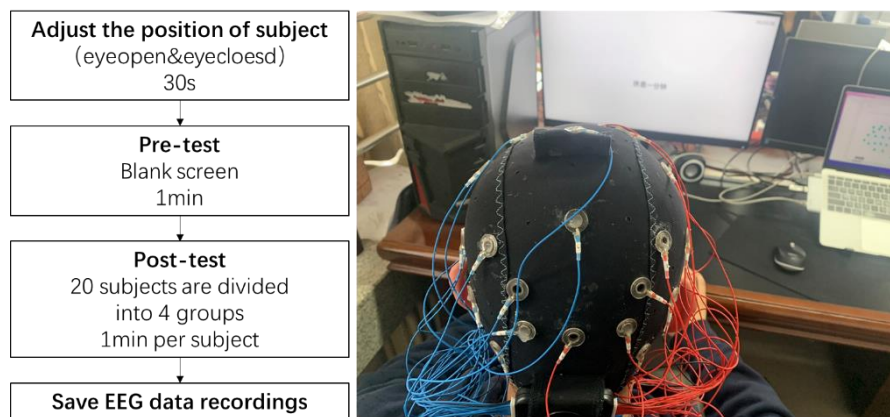 Adjust the position of subject
(eyeopen&eyecloesd)
30s
Pre-test
Blank screen
1min
Post-test
20 subjects are divided
into 4 groups
1min per subject
Save EEG data recordings